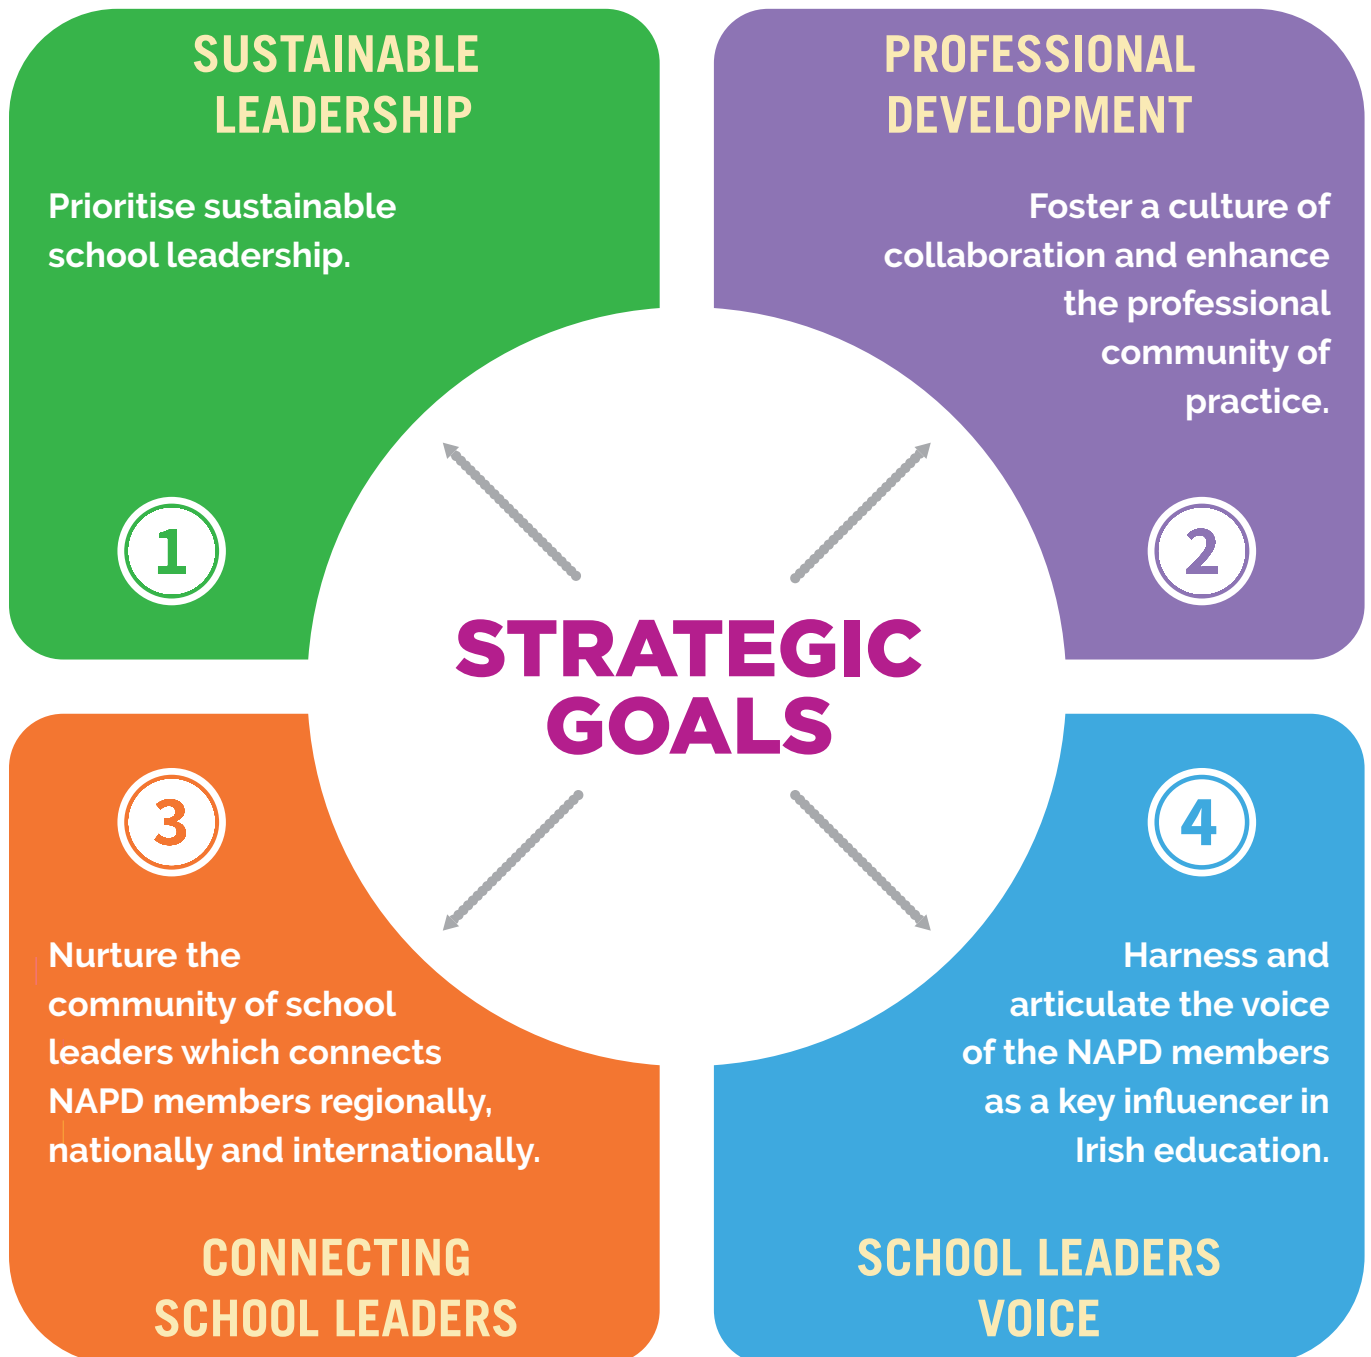 SUSTAINABLE
LEADERSHIP
Prioritise sustainable
school leadership.
1
PROFESSIONAL
DEVELOPMENT
Foster a culture of
collaboration and enhance
the professional
community of
practice.
2
STRATEGIC
GOALS
3
Nurture the
community of school
leaders which connects
NAPD members regionally,
nationally and internationally.
CONNECTING
SCHOOL LEADERS
4
Harness and
articulate the voice
of the NAPD members
as a key influencer in
Irish education.
SCHOOL LEADERS
VOICE